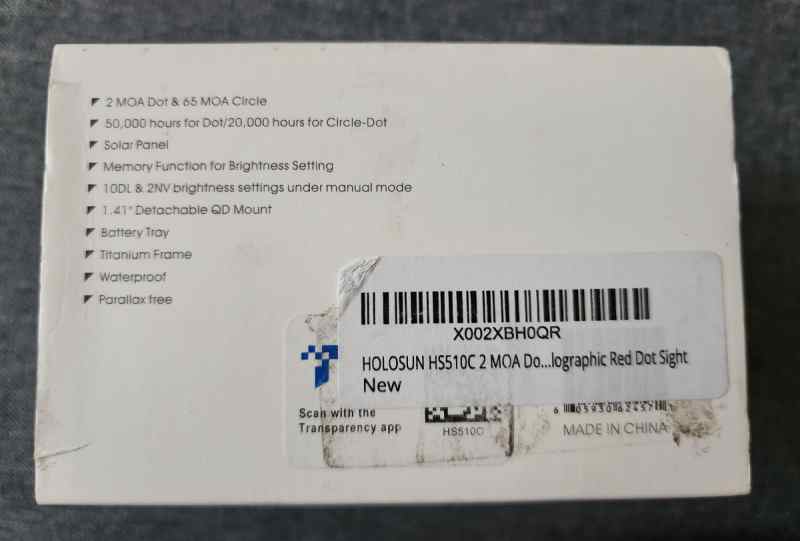 2 MOA Dot & 65 MOA Circle
50,000 hours for Dot/20,000 hours for Circle-Dot
Solar Panel
Memory Function for Brightness Setting
10DL & 2NV brightness settings under manual mode
1.41" Detachable QD Mount
Battery Tray
Titanium Frame
Waterproof
Parallax free
X002XBH0QR
HOLOSUN HS510C 2 MOA Do...lographic Red Dot Sight
New
Scan with the
Transparency app
HS510C
MADE IN CHINA